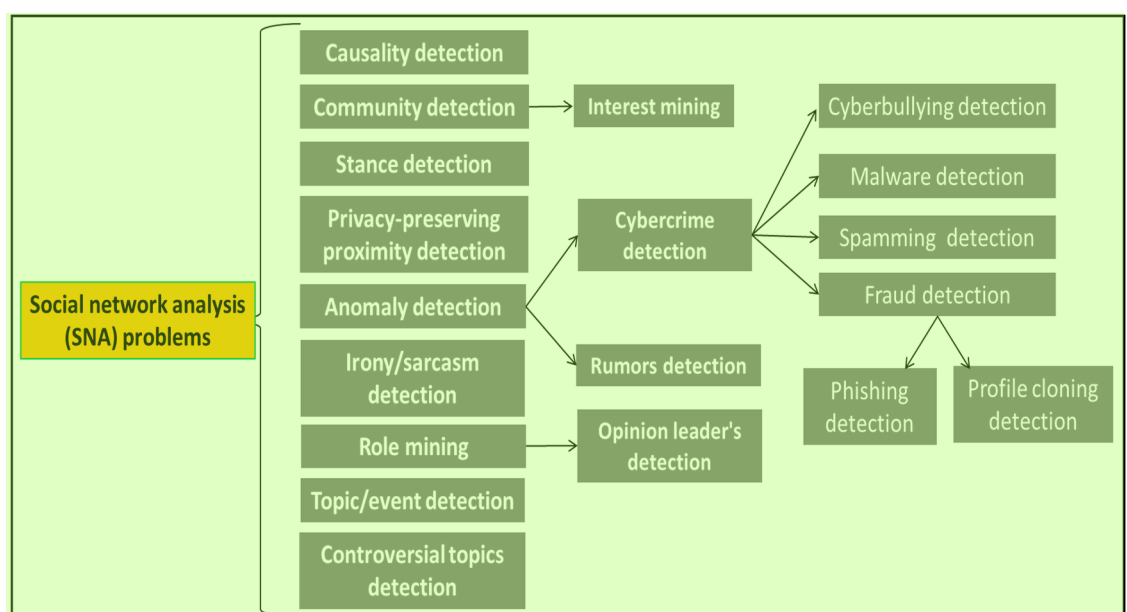 Social network analysis
(SNA) problems
Causality detection
Community detection
Interest mining
Stance detection
Privacy-preserving
proximity detection
Anomaly detection
Cybercrime
detection
Cyberbullying detection
Malware detection
Spamming detection
Fraud detection
Phishing
detection
Profile cloning
detection
Rumors detection
Irony/sarcasm
detection
Role mining
Opinion leader's
detection
Topic/event detection
Controversial topics
detection